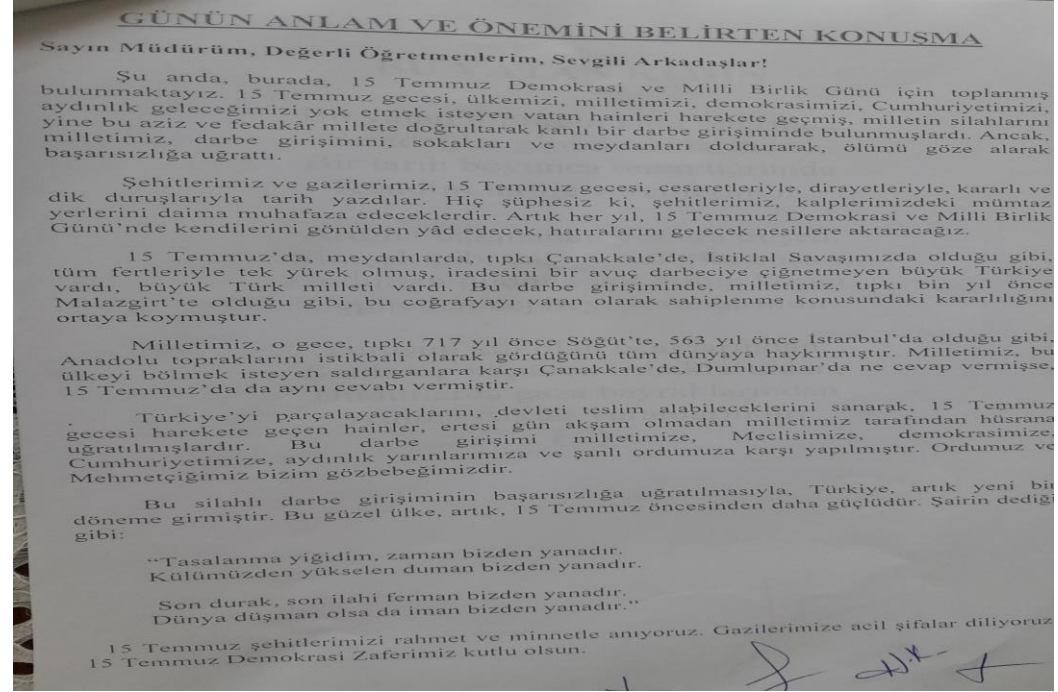 GÜNÜN ANLAM VE ÖNEMİNİ BELİRTEN KONUŞMA
Sayın Müdürüm, Değerli Öğretmenlerim, Sevgili Arkadaşlar!
Şu anda, burada, 15 Temmuz Demokrasi ve Milli Birlik Günü için toplanmış
bulunmaktayız. 15 Temmuz gecesi, ülkemizi, milletimizi, demokrasimizi, Cumhuriyetimizi,
aydınlık geleceğimizi yok etmek isteyen vatan hainleri harekete geçmiş, milletin silahlarını
yine bu aziz ve fedakâr millete doğrultarak kanlı bir darbe girişiminde bulunmuşlardı. Ancak,
milletimiz, darbe girişimini, sokakları ve meydanları doldurarak, ölümü göze alarak
başarısızlığa uğrattı.
Şehitlerimiz ve gazilerimiz, 15 Temmuz gecesi, cesaretleriyle, dirayetleriyle, kararlı ve
dik duruşlarıyla tarih yazdılar. Hiç şüphesiz ki, şehitlerimiz, kalplerimizdeki mümtaz
yerlerini daima muhafaza edeceklerdir. Artık her yıl, 15 Temmuz Demokrasi ve Milli Birlik
Günü'nde kendilerini gönülden yâd edecek, hatıralarını gelecek nesillere aktaracağız.
15 Temmuz'da, meydanlarda, tıpkı Çanakkale'de, İstiklal Savaşımızda olduğu gibi,
tüm fertleriyle tek yürek olmuş, iradesini bir avuç darbeciye çiğnetmeyen büyük Türkiye
vardı, büyük Türk milleti vardı. Bu darbe girişiminde, milletimiz, tıpkı bin yıl önce
Malazgirt'te olduğu gibi, bu coğrafyayı vatan olarak sahiplenme konusundaki kararlılığını
ortaya koymuştur.
Milletimiz, o gece, tıpkı 717 yıl önce Söğüt'te, 563 yıl önce İstanbul'da olduğu gibi,
Anadolu topraklarını istikbali olarak gördüğünü tüm dünyaya haykırmıştır. Milletimiz, bu
ülkeyi bölmek isteyen saldırganlara karşı Çanakkale'de, Dumlupınar'da ne cevap vermişse,
15 Temmuz'da da aynı cevabı vermiştir.
Türkiye'yi parçalayacaklarını, devleti teslim alabileceklerini sanarak, 15 Temmuz
gecesi harekete geçen hainler, ertesi gün akşam olmadan milletimiz tarafından hüsrana
uğratılmışlardır. Bu darbe girişimi milletimize, Meclisimize, demokrasimize,
Cumhuriyetimize, aydınlık yarınlarımıza ve şanlı ordumuza karşı yapılmıştır. Ordumuz ve
Mehmetçiğimiz bizim gözbebeğimizdir.
Bu silahlı darbe girişiminin başarısızlığa uğratılmasıyla, Türkiye, artık yeni bir
döneme girmiştir. Bu güzel ülke, artık, 15 Temmuz öncesinden daha güçlüdür. Şairin dediği
gibi:
"Tasalanma yiğidim, zaman bizden yanadır.
Külümüzden yükselen duman bizden yanadır.
Son durak, son ilahi ferman bizden yanadır.
Dünya düşman olsa da iman bizden yanadır."
15 Temmuz şehitlerimizi rahmet ve minnetle anıyoruz. Gazilerimize acil şifalar diliyoruz
15 Temmuz Demokrasi Zaferimiz kutlu olsun.